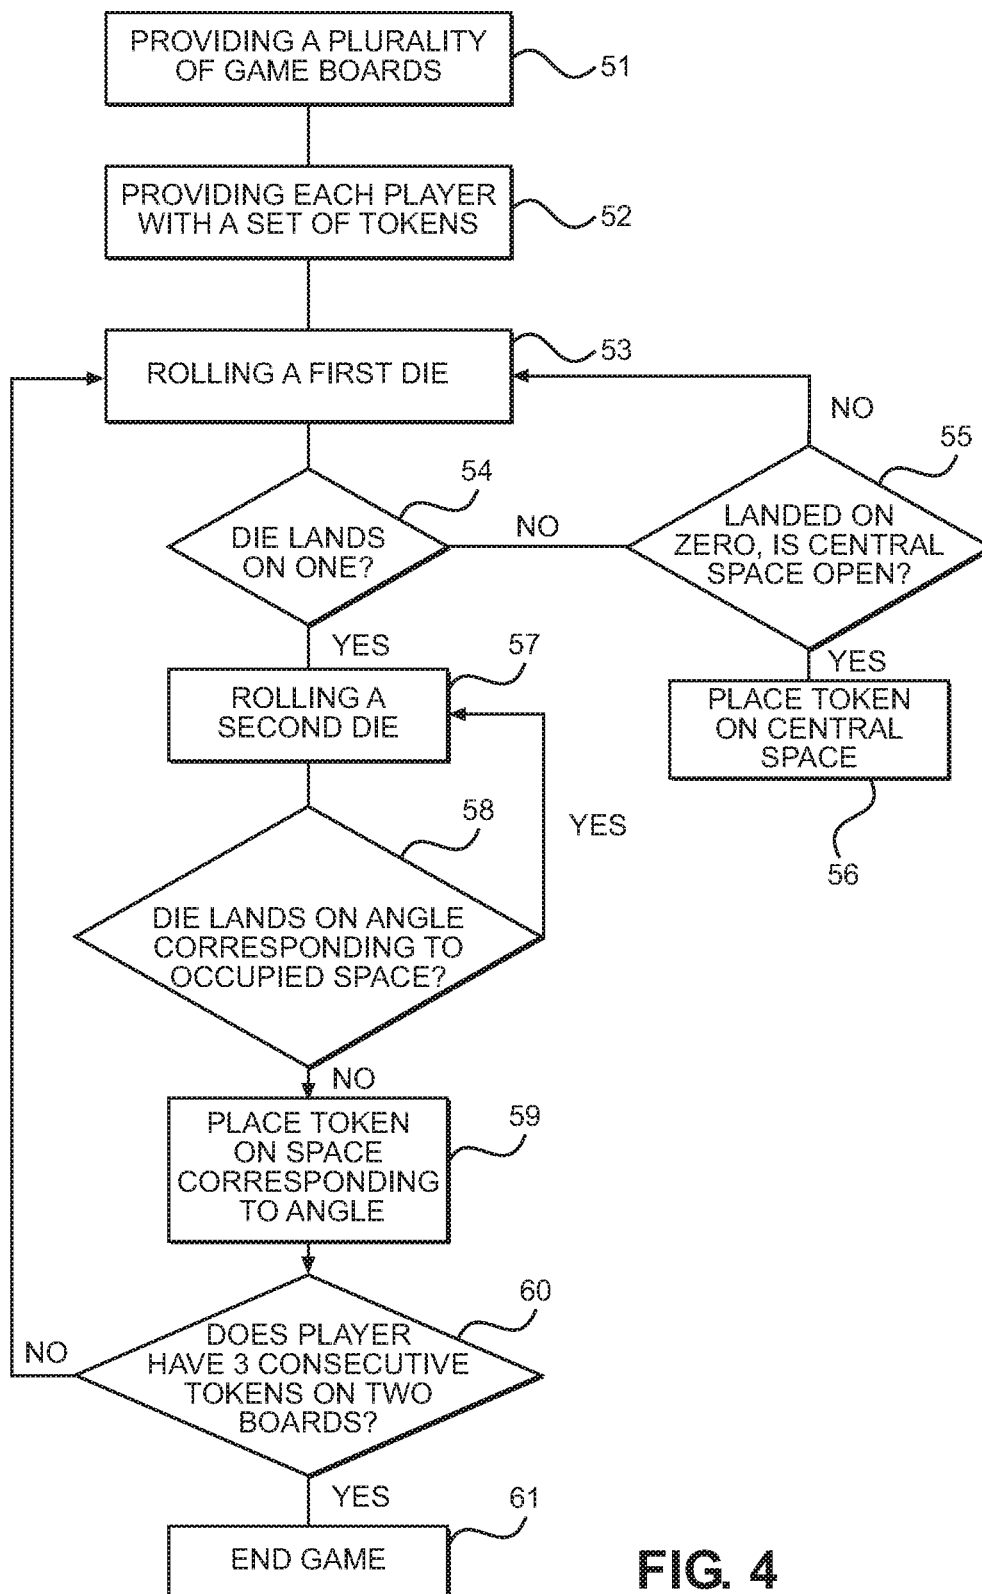 PROVIDING A PLURALITY
OF GAME BOARDS
51
PROVIDING EACH PLAYER
WITH A SET OF TOKENS
52
ROLLING A FIRST DIE
53
NO
54
55
DIE LANDS
ON ONE?
NO
LANDED ON
ZERO, IS CENTRAL
SPACE OPEN?
YES
57
YES
ROLLING A
SECOND DIE
PLACE TOKEN
ON CENTRAL
SPACE
56
58
YES
DIE LANDS ON ANGLE
CORRESPONDING TO
OCCUPIED SPACE?
NO
PLACE TOKEN
ON SPACE
CORRESPONDING
TO ANGLE
59
60
NO
DOES PLAYER
HAVE 3 CONSECUTIVE
TOKENS ON TWO
BOARDS?
YES
61
END GAME
FIG. 4